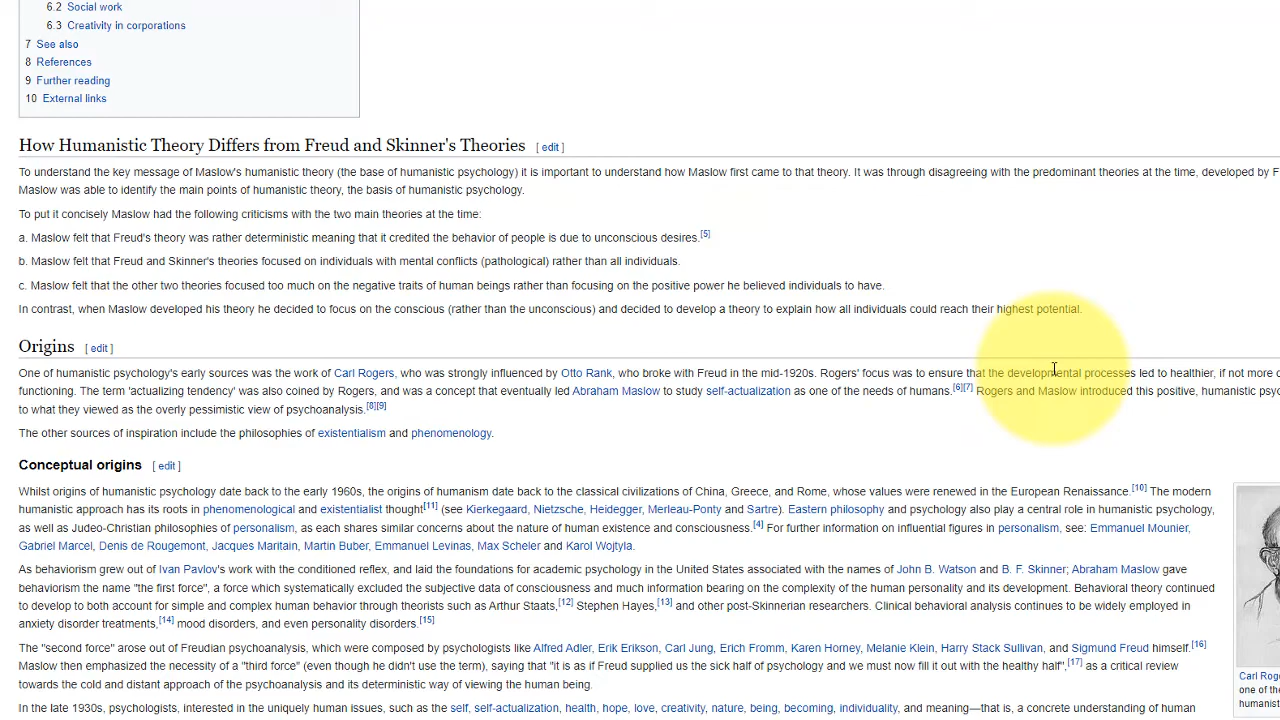 6.2 Social work
6.3 Creativity in corporations
7 See also
8 References
9 Further reading
10 External links
How Humanistic Theory Differs from Freud and Skinner's Theories [ edit ]
To understand the key message of Maslow's humanistic theory (the base of humanistic psychology) it is important to understand how Maslow first came to that theory. It was through disagreeing with the predominant theories at the time, developed by F
Maslow was able to identify the main points of humanistic theory, the basis of humanistic psychology.
To put it concisely Maslow had the following criticisms with the two main theories at the time:
a. Maslow felt that Freud's theory was rather deterministic meaning that it credited the behavior of people is due to unconscious desires.[5]
b. Maslow felt that Freud and Skinner's theories focused on individuals with mental conflicts (pathological) rather than all individuals.
c. Maslow felt that the other two theories focused too much on the negative traits of human beings rather than focusing on the positive power he believed individuals to have.
In contrast, when Maslow developed his theory he decided to focus on the conscious (rather than the unconscious) and decided to develop a theory to explain how all individuals could reach their highest potential.
Origins [ edit ]
One of humanistic psychology's early sources was the work of Carl Rogers, who was strongly influenced by Otto Rank, who broke with Freud in the mid-1920s. Rogers' focus was to ensure that the developmental processes led to healthier, if not more c
functioning. The term 'actualizing tendency' was also coined by Rogers, and was a concept that eventually led Abraham Maslow to study self-actualization as one of the needs of humans.[6][7] Rogers and Maslow introduced this positive, humanistic psyc
to what they viewed as the overly pessimistic view of psychoanalysis.[8][9]
The other sources of inspiration include the philosophies of existentialism and phenomenology.
Conceptual origins [ edit ]
Whilst origins of humanistic psychology date back to the early 1960s, the origins of humanism date back to the classical civilizations of China, Greece, and Rome, whose values were renewed in the European Renaissance.[10] The modern
humanistic approach has its roots in phenomenological and existentialist thought[11] (see Kierkegaard, Nietzsche, Heidegger, Merleau-Ponty and Sartre). Eastern philosophy and psychology also play a central role in humanistic psychology,
as well as Judeo-Christian philosophies of personalism, as each shares similar concerns about the nature of human existence and consciousness.[4] For further information on influential figures in personalism, see: Emmanuel Mounier,
Gabriel Marcel, Denis de Rougemont, Jacques Maritain, Martin Buber, Emmanuel Levinas, Max Scheler and Karol Wojtyla.
As behaviorism grew out of Ivan Pavlov's work with the conditioned reflex, and laid the foundations for academic psychology in the United States associated with the names of John B. Watson and B. F. Skinner; Abraham Maslow gave
behaviorism the name "the first force", a force which systematically excluded the subjective data of consciousness and much information bearing on the complexity of the human personality and its development. Behavioral theory continued
to develop to both account for simple and complex human behavior through theorists such as Arthur Staats,[12] Stephen Hayes,[13] and other post-Skinnerian researchers. Clinical behavioral analysis continues to be widely employed in
anxiety disorder treatments,[14] mood disorders, and even personality disorders.[15]
The "second force" arose out of Freudian psychoanalysis, which were composed by psychologists like Alfred Adler, Erik Erikson, Carl Jung, Erich Fromm, Karen Horney, Melanie Klein, Harry Stack Sullivan, and Sigmund Freud himself.[16]
Maslow then emphasized the necessity of a "third force" (even though he didn't use the term), saying that "it is as if Freud supplied us the sick half of psychology and we must now fill it out with the healthy half",[17] as a critical review
towards the cold and distant approach of the psychoanalysis and its deterministic way of viewing the human being.
In the late 1930s, psychologists, interested in the uniquely human issues, such as the self, self-actualization, health, hope, love, creativity, nature, being, becoming, individuality, and meaning—that is, a concrete understanding of human
Carl Roge
one of the
humanist